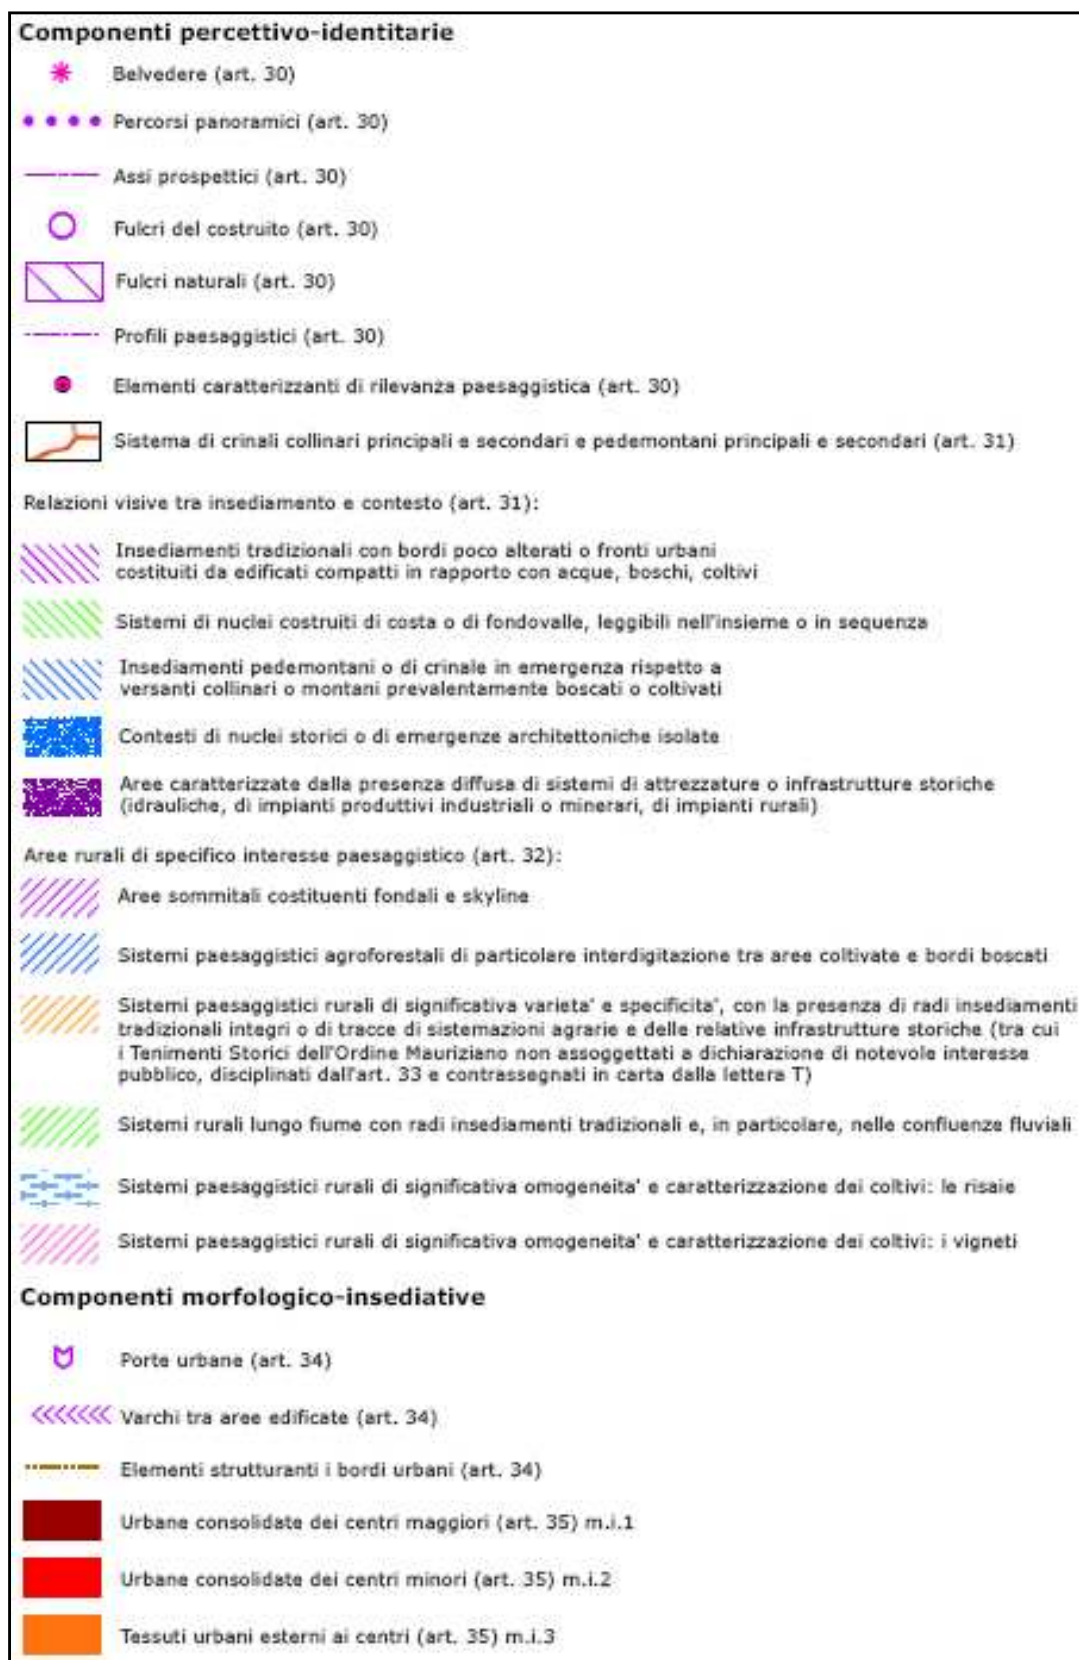 Componenti percettivo-identitarie
Belvedere (art. 30)
Percorsi panoramici (art. 30)
Assi prospettici (art. 30)
Fulcri del costruito (art. 30)
Fulcri naturali (art. 30)
Profili paesaggistici (art. 30)
Elementi caratterizzanti di rilevanza paesaggistica (art. 30)
Sistema di crinali collinari principali e secondari e pedemontani principali e secondari (art. 31)
Relazioni visive tra insediamento e contesto (art. 31):
Insediamenti tradizionali con bordi poco alterati o fronti urbani
costituiti da edificati compatti in rapporto con acque, boschi, coltivi
Sistemi di nuclei costruiti di costa o di fondovalle, leggibili nell'insieme o in sequenza
Insediamenti pedemontani o di crinale in emergenza rispetto a
versanti collinari o montani prevalentamente boscati o coltivati
Contesti di nuclei storici o di emergenze architettoniche isolate
Aree caratterizzate dalla presenza diffusa di sistemi di attrezzature o infrastrutture storiche
(idrauliche, di impianti produttivi industriali o minerari, di impianti rurali)
Aree rurali di specifico interesse paesaggistico (art. 32):
Aree sommitali costituenti fondali e skyline
Sistemi paesaggistici agroforestali di particolare interdigitazione tra aree coltivate e bordi boscati
Sistemi paesaggistici rurali di significativa varieta' e specificita', con la presenza di radi insediamenti
tradizionali integri o di tracce di sistemazioni agrarie e delle relative infrastrutture storiche (tra cui
i Tenimenti Storici dell'Ordine Mauriziano non assoggettati a dichiarazione di notevole interesse
pubblico, disciplinati dall'art. 33 e contrassegnati in carta dalla lettera T)
Sistemi rurali lungo fiume con radi insediamenti tradizionali e, in particolare, nelle confluenze fluviali
Sistemi paesaggistici rurali di significativa omogeneita' e caratterizzazione dei coltivi: le risaie
Sistemi paesaggistici rurali di significativa omogeneita' e caratterizzazione dei coltivi: i vigneti
Componenti morfologico-insediative
Porte urbane (art. 34)
Varchi tra aree edificate (art. 34)
Elementi strutturanti i bordi urbani (art. 34)
Urbane consolidate dei centri maggiori (art. 35) m.i.1
Urbane consolidate dei centri minori (art. 35) m.i.2
Tessuti urbani esterni ai centri (art. 35) m.i.3